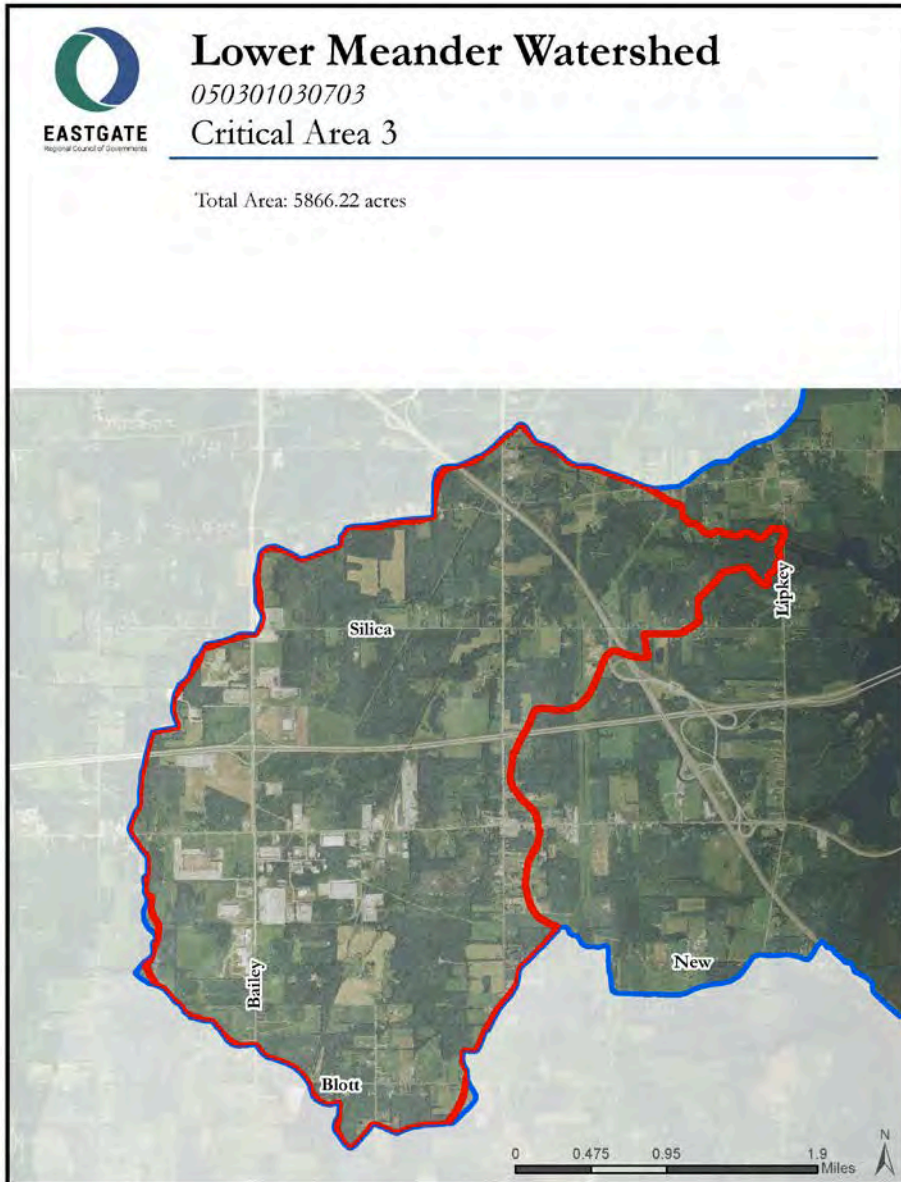 Lower Meander Watershed
050301030703
EASTGATE
Regional Council of Governments
Critical Area 3
Total Area: 5866.22 acres
Lipkey
Silica
New
Bailey
Blott
N
0 0.475 0.95 1.9
Miles